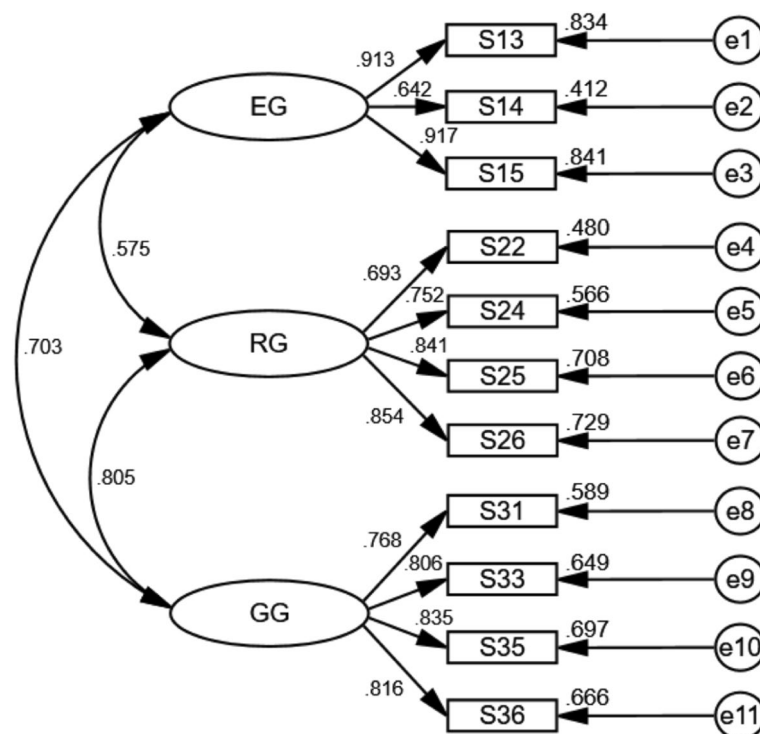 .834
S13
e1
.913
EG
.642
.412
S14
e2
.917
.841
S15
e3
.575
.480
S22
e4
.693
.752
.566
S24
e5
.703
RG
.841
.708
S25
e6
.854
.729
S26
e7
.805
.589
S31
e8
.768
.806
.649
S33
e9
GG
.835
.697
S35
e10
.816
.666
S36
e11